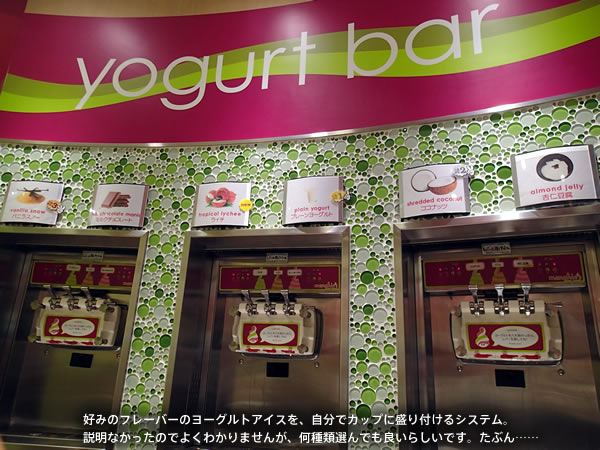 yogurt bar
vanilla snow
バニラスノー
milk chocolate mania
ミルクチョコレート
tropical lychee
ライチ
plain yogurt
プレーンヨーグルト
shredded coconut
ココナッツ
almond jelly
杏仁豆腐
好みのフレーバーのヨーグルトアイスを、自分でカップに盛り付けるシステム。
説明なかったのでよくわかりませんが、何種類選んでも良いらしいです。たぶん……